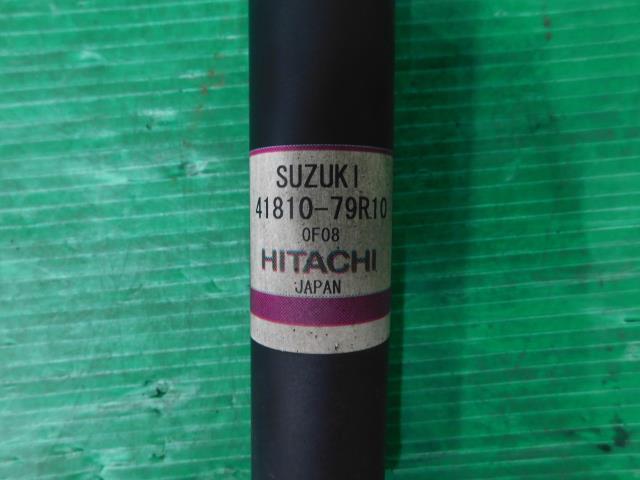 SUZUKI
41810-79R10
0F08
HITACHI
JAPAN